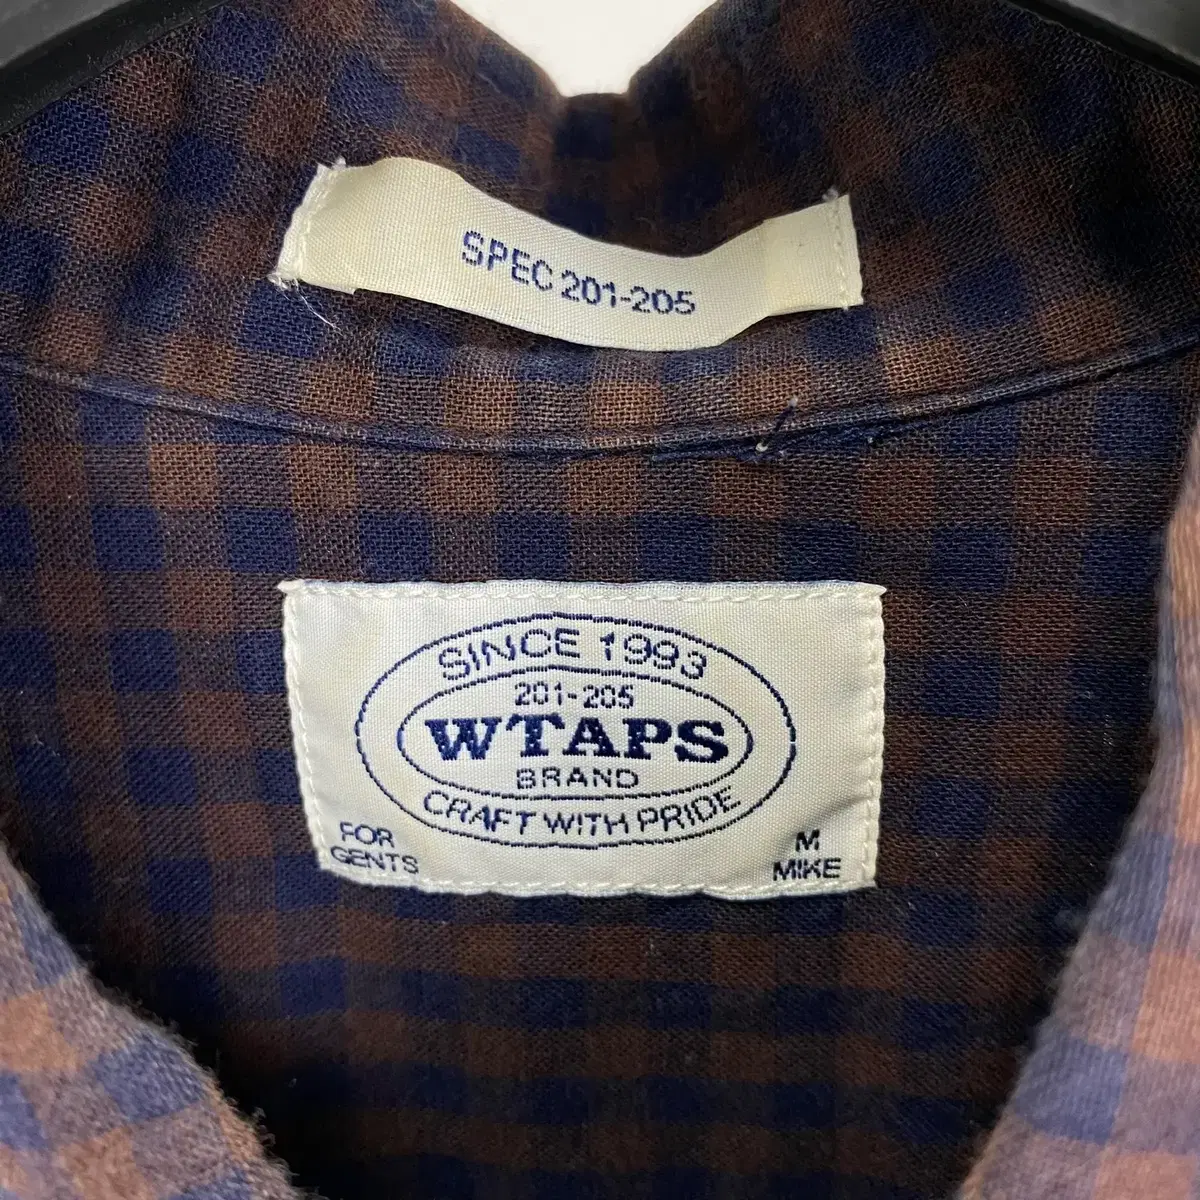 SPEC 201-205
SINCE 1993
201-205
WTAPS
BRAND
CRAFT WITH PRIDE
FOR
GENTS
M
MIKE